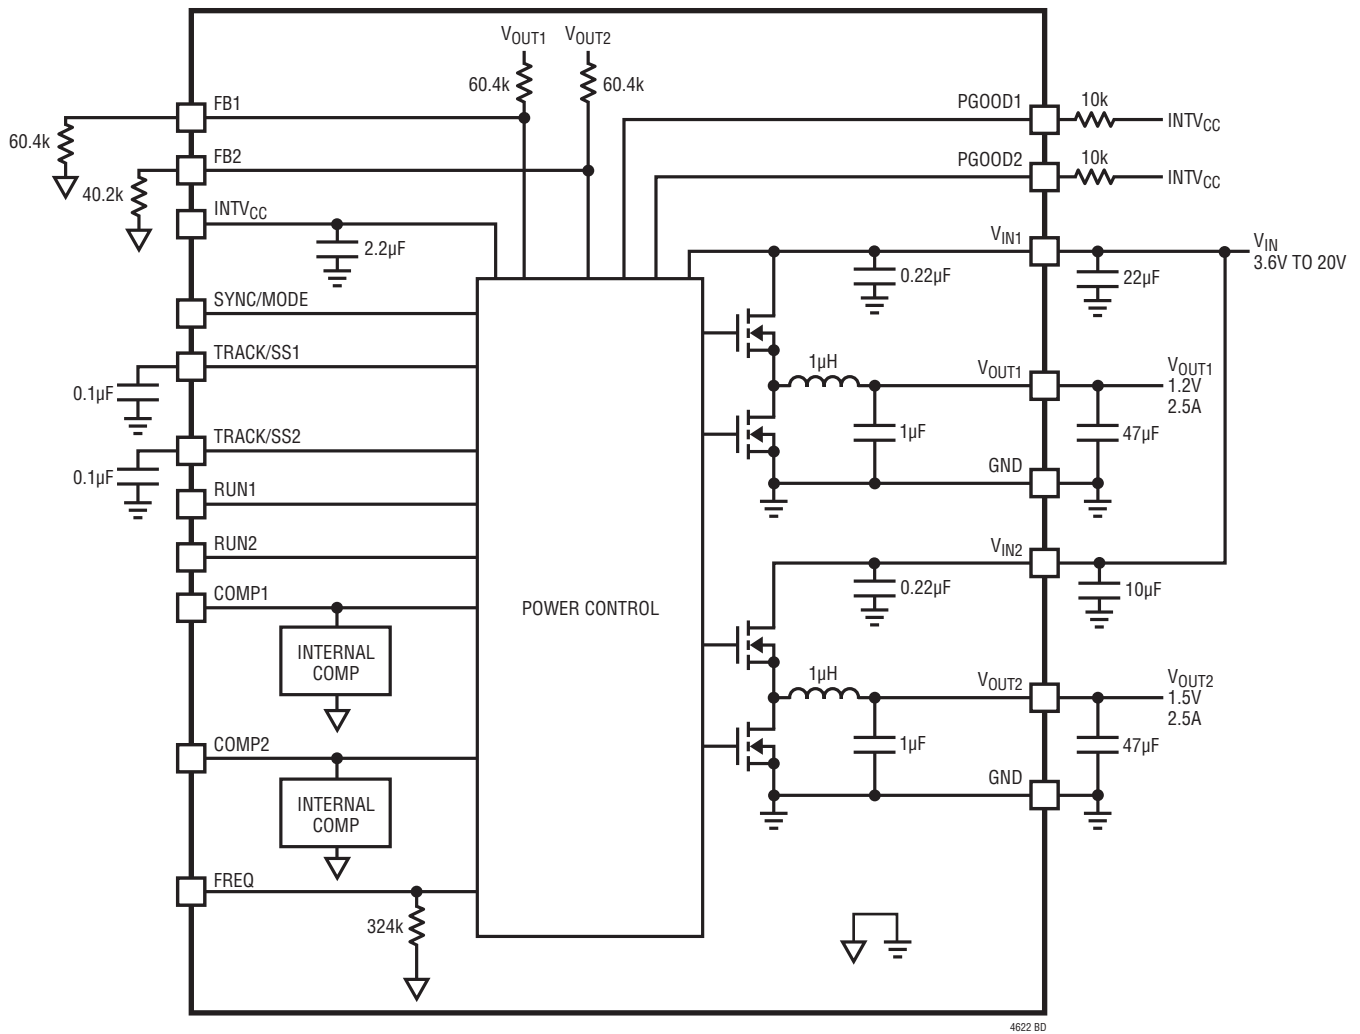 VOUT1 VOUT2
60.4k 60.4k
FB1
60.4k
FB2
40.2k
INTVCC
2.2µF
PGOOD1
10k
INTVCC
PGOOD2
10k
INTVCC
VIN1
0.22µF
22µF
VIN
3.6V TO 20V
SYNC/MODE
TRACK/SS1
0.1µF
TRACK/SS2
0.1µF
RUN1
RUN2
COMP1
INTERNAL
COMP
COMP2
INTERNAL
COMP
FREQ
324k
POWER CONTROL
1µH
VOUT1
1µF
47µF
VOUT1
1.2V
2.5A
GND
VIN2
0.22µF
10µF
1µH
VOUT2
1µF
47µF
VOUT2
1.5V
2.5A
GND
4622 BD